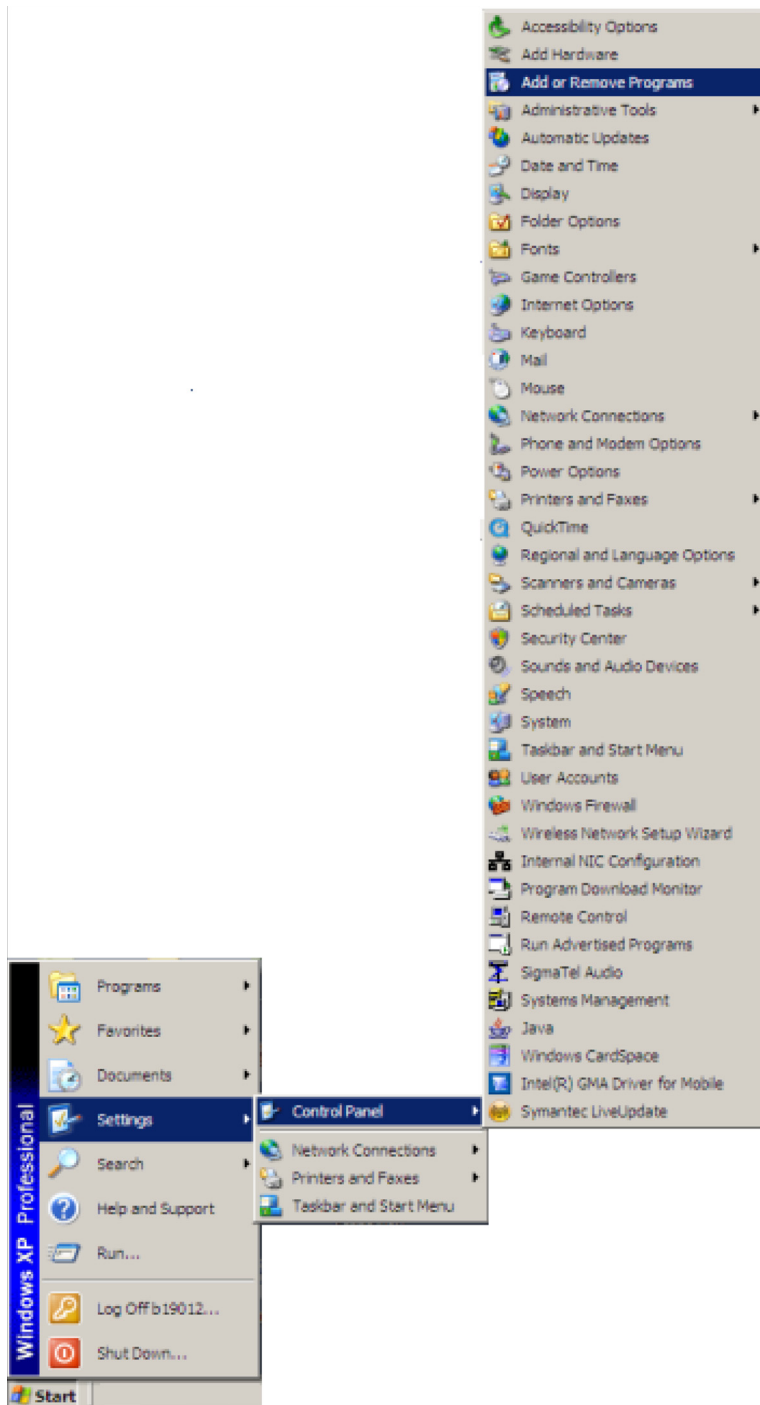 Accessibility Options
Add Hardware
Add or Remove Programs
Administrative Tools
Automatic Updates
Date and Time
Display
Folder Options
Fonts
Game Controllers
Internet Options
Keyboard
Mail
Mouse
Network Connections
Phone and Modem Options
Power Options
Printers and Faxes
QuickTime
Regional and Language Options
Scanners and Cameras
Scheduled Tasks
Security Center
Sounds and Audio Devices
Speech
System
Taskbar and Start Menu
User Accounts
Windows Firewall
Wireless Network Setup Wizard
Internal NIC Configuration
Program Download Monitor
Remote Control
Run Advertised Programs
SigmaTel Audio
Systems Management
Java
Windows CardSpace
Intel(R) GMA Driver for Mobile
Symantec LiveUpdate
Windows XP Professional
Programs
Favorites
Documents
Settings
Search
Help and Support
Run...
Log Off b19012...
Shut Down...
Start
Control Panel
Network Connections
Printers and Faxes
Taskbar and Start Menu